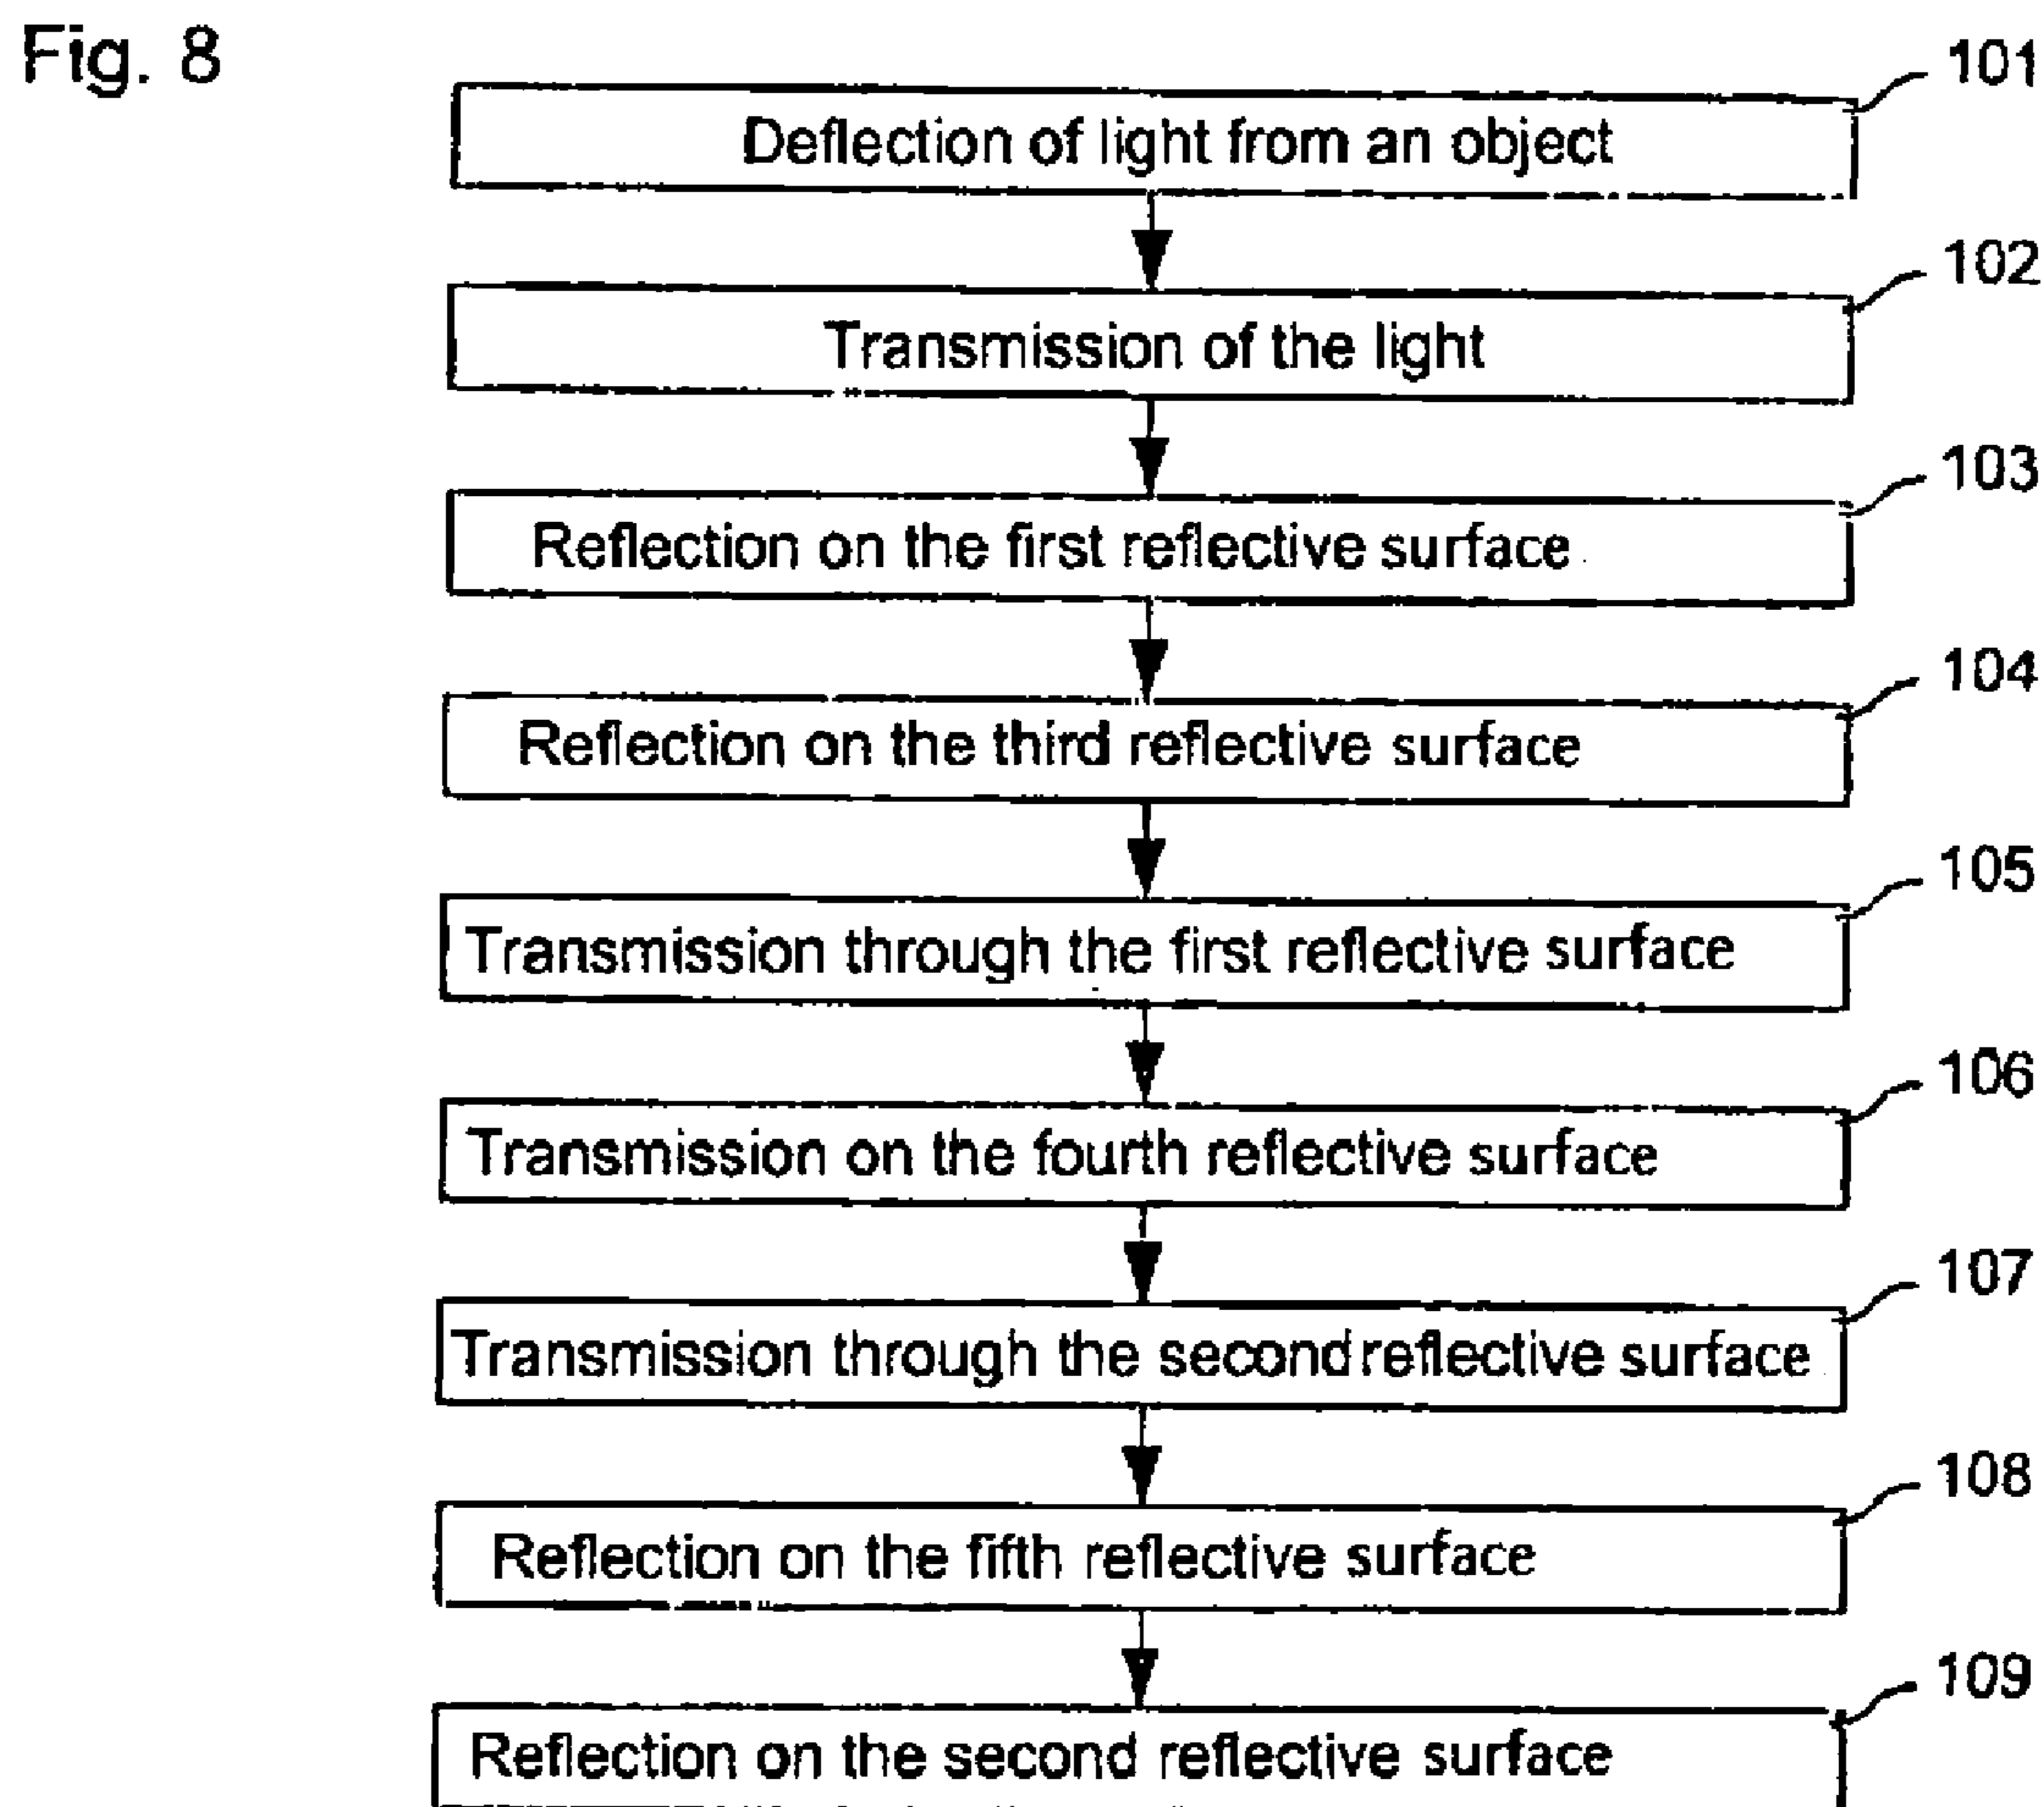 Fig. 8
101
Deflection of light from an object
102
Transmission of the light
103
Reflection on the first reflective surface
104
Reflection on the third reflective surface
105
Transmission through the first reflective surface
106
Transmission on the fourth reflective surface
107
Transmission through the second reflective surface
108
Reflection on the fifth reflective surface
109
Reflection on the second reflective surface